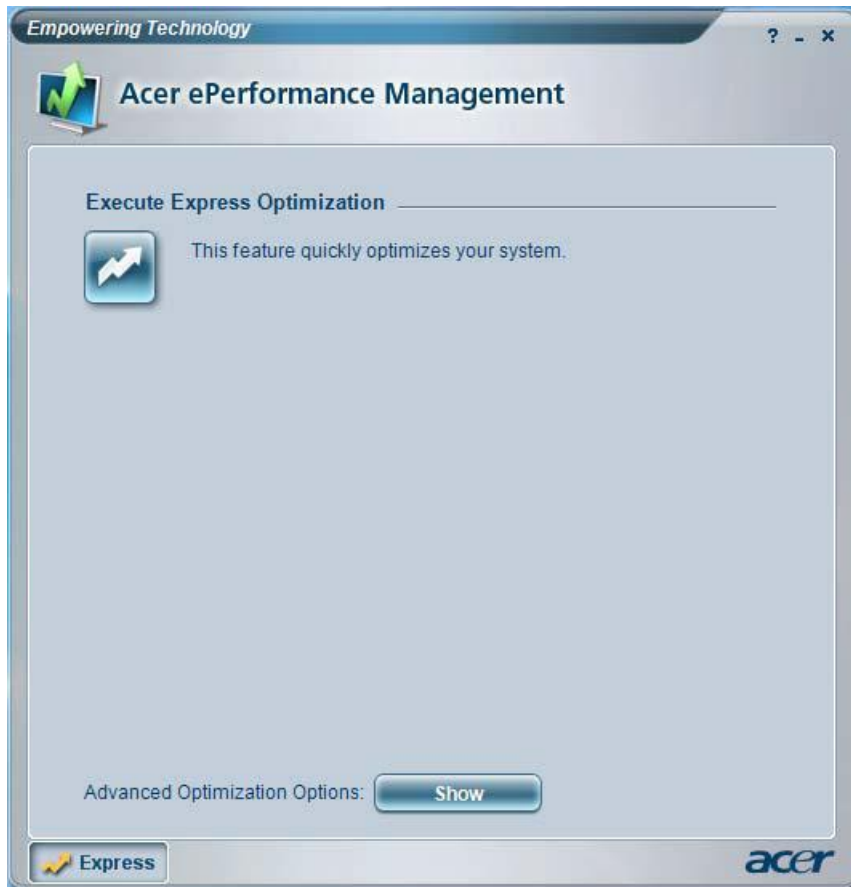 Empowering Technology
? - ×
Acer ePerformance Management
Execute Express Optimization
This feature quickly optimizes your system.
Advanced Optimization Options: Show
Express
acer